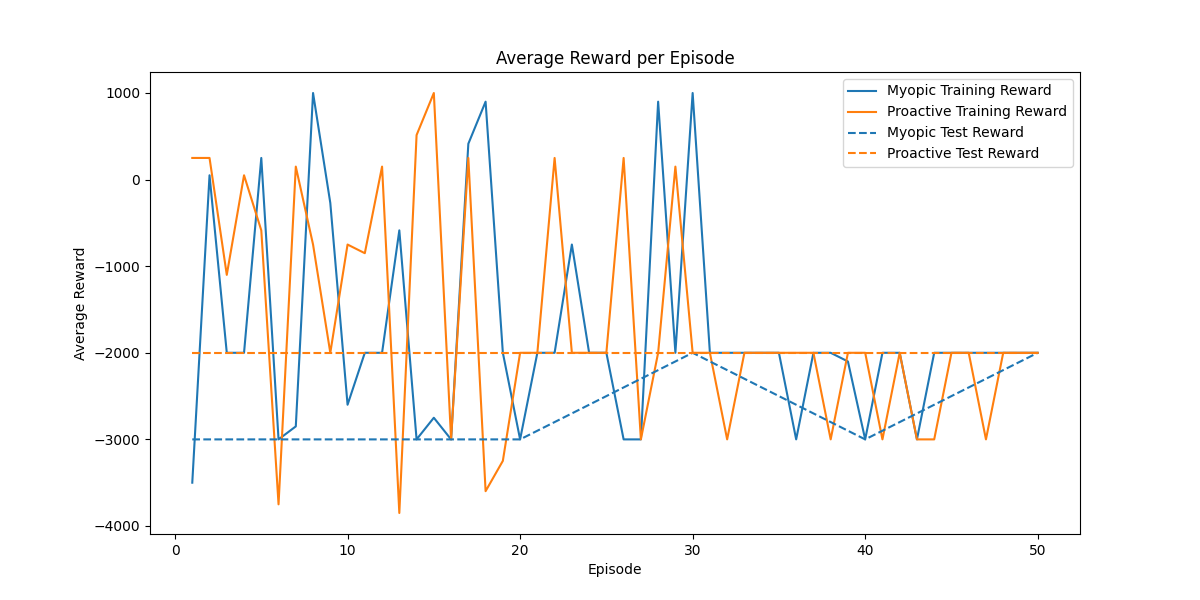 Average Reward per Episode
Myopic Training Reward
Proactive Training Reward
Myopic Test Reward
Proactive Test Reward
Average Reward
1000
0
−1000
−2000
−3000
−4000
0 10 20 30 40 50
Episode